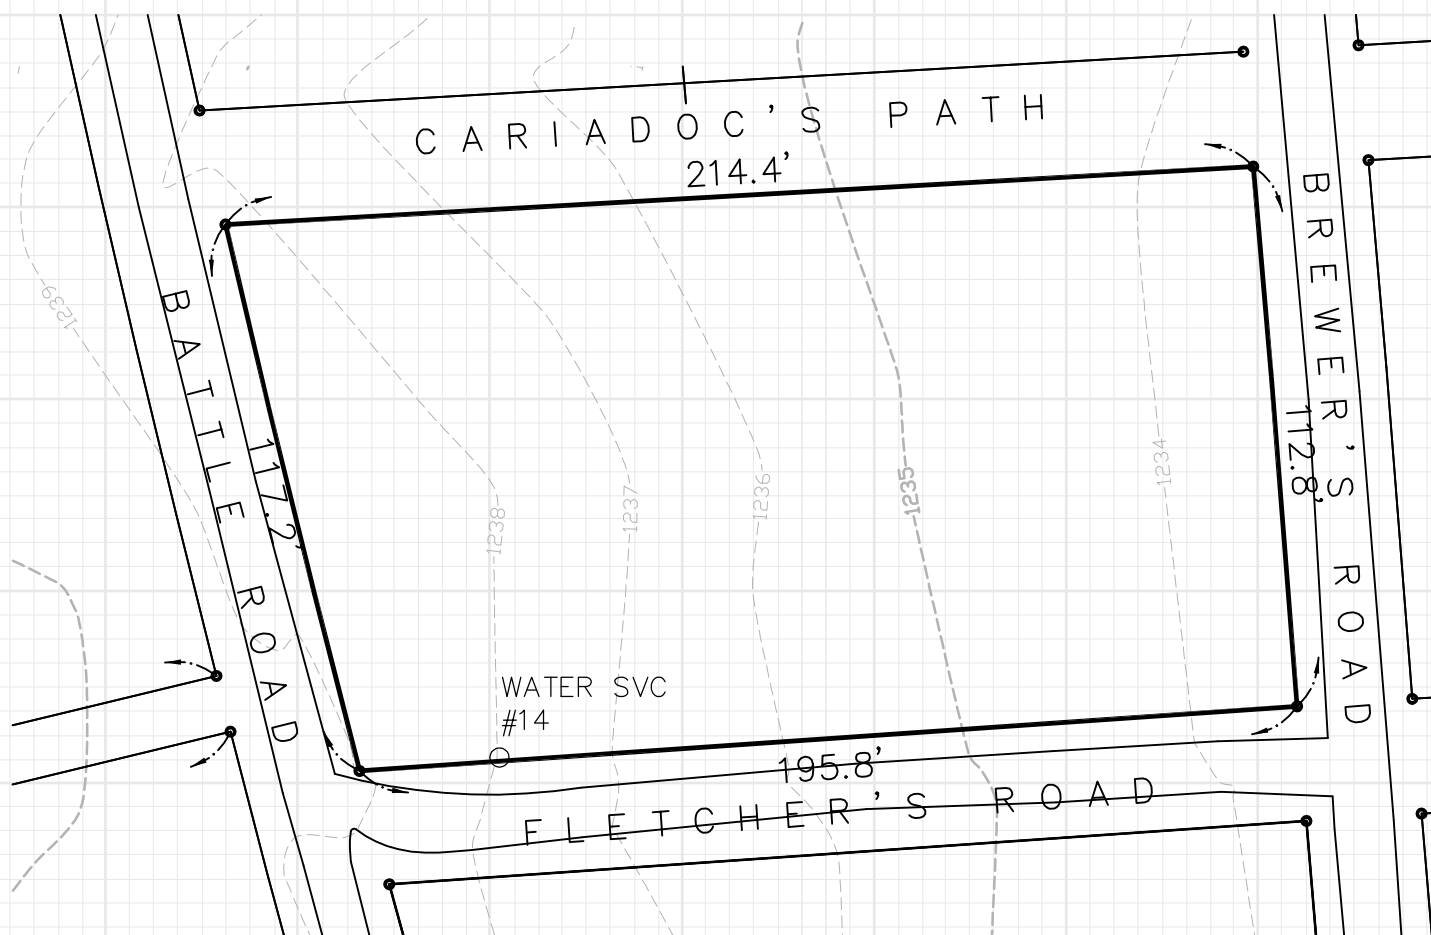 CARIADOC'S PATH
214.4'
BREWER'S ROAD
112.8'
BATTLE ROAD
117.2'
1239
1238
1237
1236
1235
1234
WATER SVC
#14
195.8'
FLETCHER'S ROAD